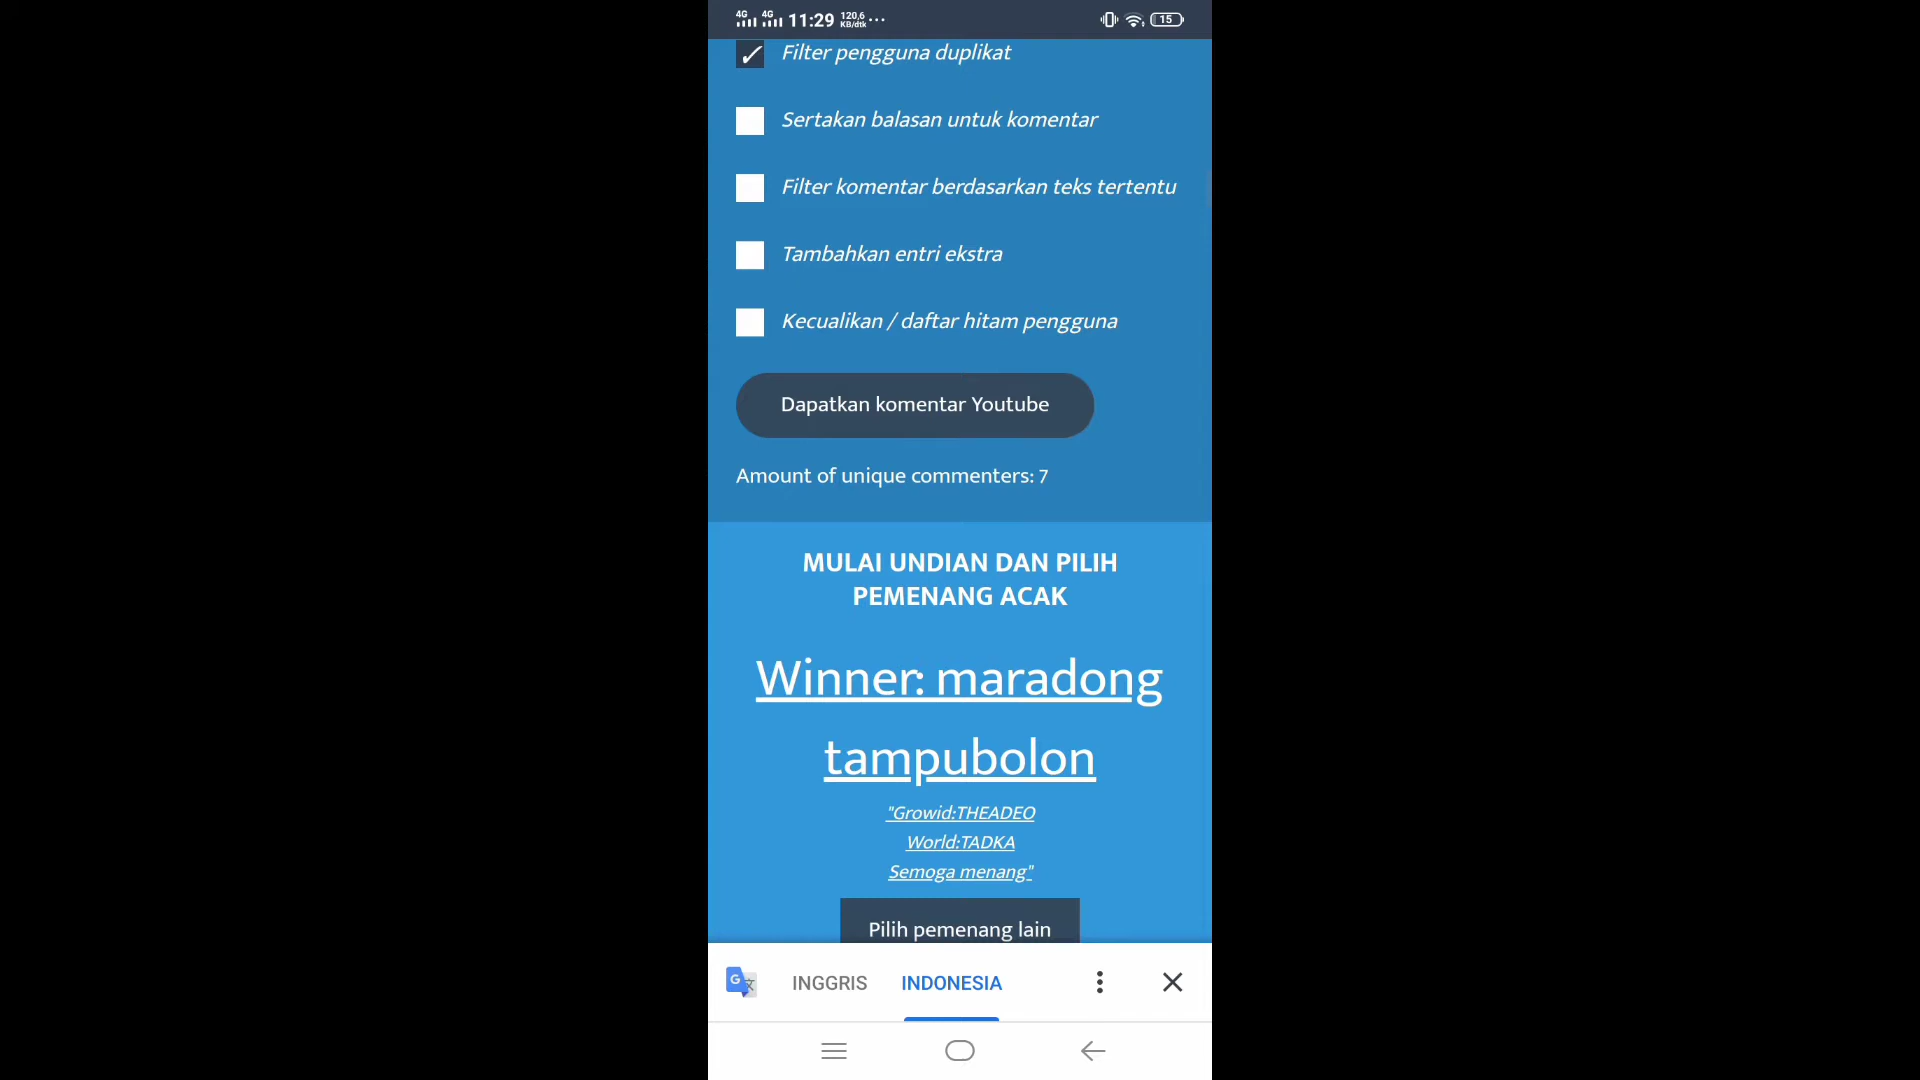 4G 4G 11:29 120,6 KB/dtk ... 15
Filter pengguna duplikat
Sertakan balasan untuk komentar
Filter komentar berdasarkan teks tertentu
Tambahkan entri ekstra
Kecualikan / daftar hitam pengguna
Dapatkan komentar Youtube
Amount of unique commenters: 7
MULAI UNDIAN DAN PILIH
PEMENANG ACAK
Winner: maradong
tampubolon
"Growid:THEADEO
World:TADKA
Semoga menang"
Pilih pemenang lain
G 文 INGGRIS INDONESIA